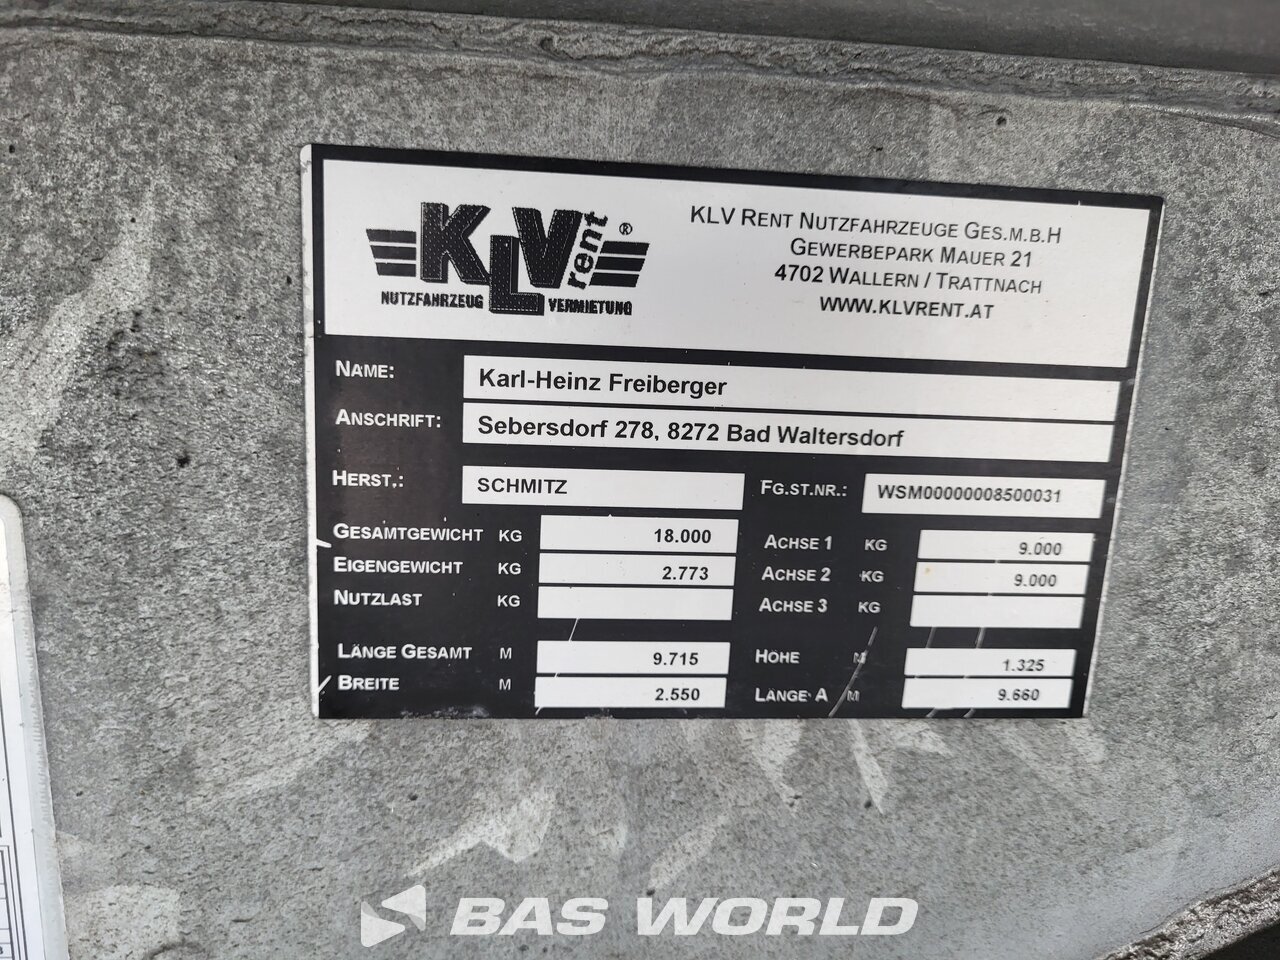 KLV rent ®
NUTZFAHRZEUG VERMIETUNG
KLV RENT NUTZFAHRZEUGE GES.M.B.H
GEWERBEPARK MAUER 21
4702 WALLERN / TRATTNACH
WWW.KLVRENT.AT
NAME: Karl-Heinz Freiberger
ANSCHRIFT: Sebersdorf 278, 8272 Bad Waltersdorf
HERST.: SCHMITZ FG.ST.NR.: WSM00000008500031
GESAMTGEWICHT KG 18.000 ACHSE 1 KG 9.000
EIGENGEWICHT KG 2.773 ACHSE 2 KG 9.000
NUTZLAST KG ACHSE 3 KG
LÄNGE GESAMT M 9.715 HÖHE M 1.325
BREITE M 2.550 LÄNGE A M 9.660
BAS WORLD